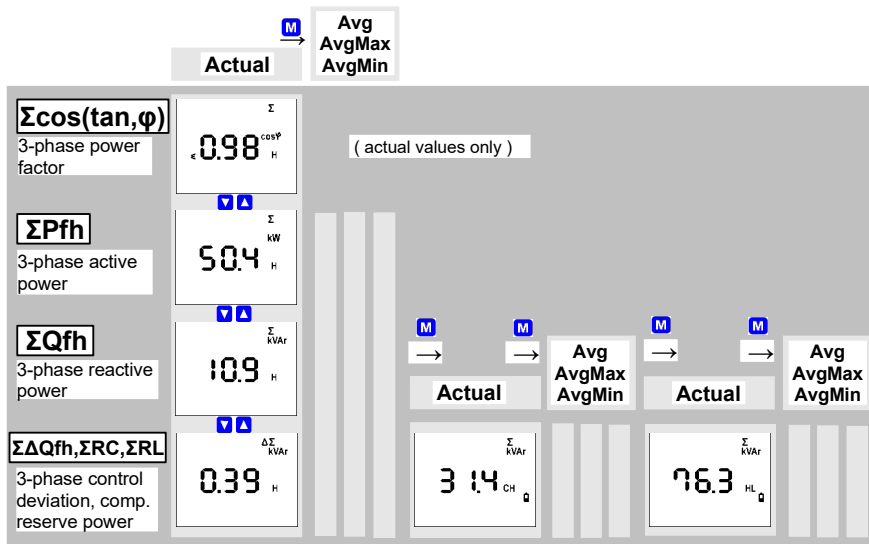 M
→
Avg
AvgMax
AvgMin
Actual
Σcos(tan,φ)
3-phase power
factor
Σ
0.98 cosφ
H
( actual values only )
ΣPfh
3-phase active
power
Σ
kW
50.4 H
ΣQfh
3-phase reactive
power
Σ
kVAr
10.9 H
M
→
M
→
Actual
Avg
AvgMax
AvgMin
M
→
M
→
Actual
Avg
AvgMax
AvgMin
ΣΔQfh,ΣRC,ΣRL
3-phase control
deviation, comp.
reserve power
ΔΣ
kVAr
0.39 H
Σ
kVAr
31.4 CH
Σ
kVAr
76.3 HL